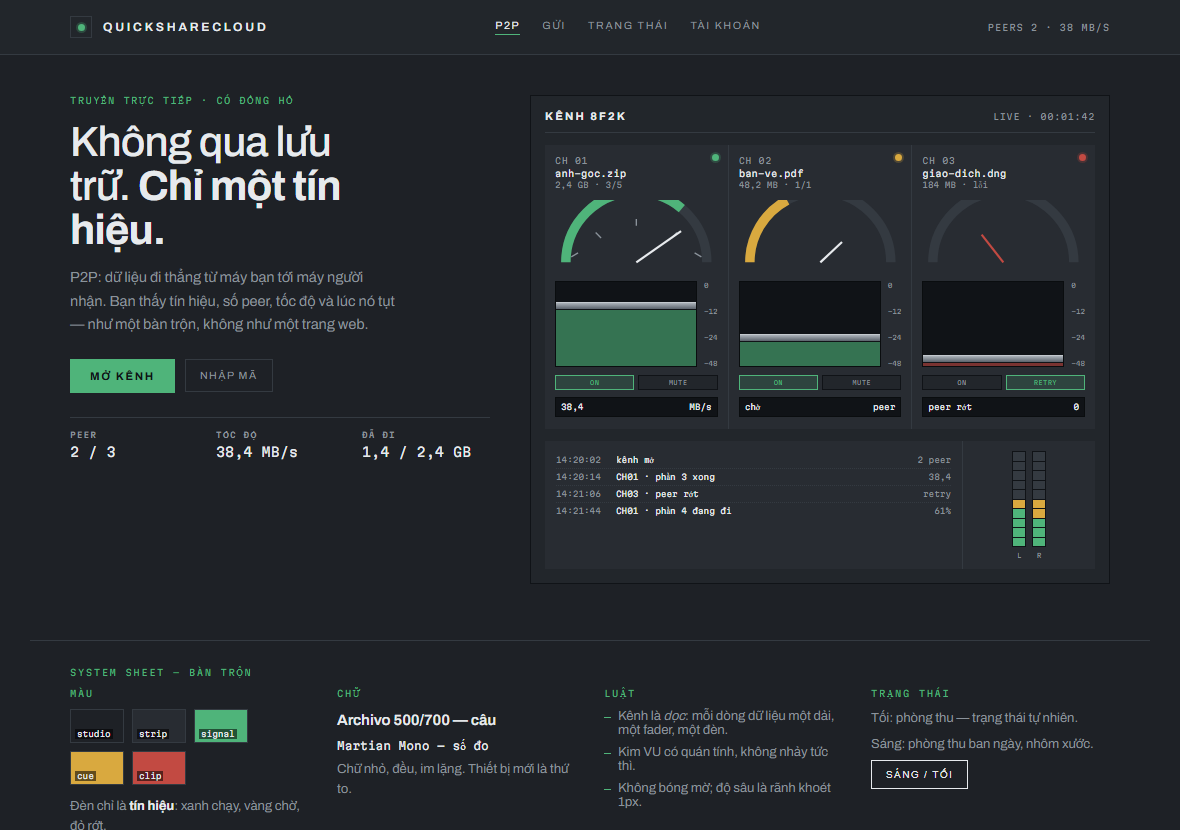 QUICKSHARECLOUD
P2P GỬI TRẠNG THÁI TÀI KHOẢN
PEERS 2 · 38 MB/S
TRUYỀN TRỰC TIẾP · CÓ ĐỒNG HỒ
Không qua lưu
trữ. Chỉ một tín
hiệu.
P2P: dữ liệu đi thẳng từ máy bạn tới máy người
nhận. Bạn thấy tín hiệu, số peer, tốc độ và lúc nó tụt
— như một bàn trộn, không như một trang web.
MỞ KÊNH NHẬP MÃ
PEER TỐC ĐỘ ĐÃ ĐI
2 / 3 38,4 MB/s 1,4 / 2,4 GB
KÊNH 8F2K LIVE · 00:01:42
CH 01
anh-goc.zip
2,4 GB · 3/5
0
-12
-24
-48
ON MUTE
38,4 MB/s
CH 02
ban-ve.pdf
48,2 MB · 1/1
0
-12
-24
-48
ON MUTE
chờ peer
CH 03
giao-dich.dng
184 MB · lỗi
0
-12
-24
-48
ON RETRY
peer rớt 0
14:20:02 kênh mở 2 peer
14:20:14 CH01 · phần 3 xong 38,4
14:21:06 CH03 · peer rớt retry
14:21:44 CH01 · phần 4 đang đi 61%
L R
SYSTEM SHEET — BÀN TRỘN
MÀU
studio strip signal
cue clip
Đèn chỉ là tín hiệu: xanh chạy, vàng chờ,
đỏ rớt.
CHỮ
Archivo 500/700 — câu
Martian Mono — số đo
Chữ nhỏ, đều, im lặng. Thiết bị mới là thứ
to.
LUẬT
– Kênh là dọc: mỗi dòng dữ liệu một dải,
một fader, một đèn.
– Kim VU có quán tính, không nhảy tức
thì.
– Không bóng mờ; độ sâu là rãnh khoét
1px.
TRẠNG THÁI
Tối: phòng thu — trạng thái tự nhiên.
Sáng: phòng thu ban ngày, nhôm xước.
SÁNG / TỐI